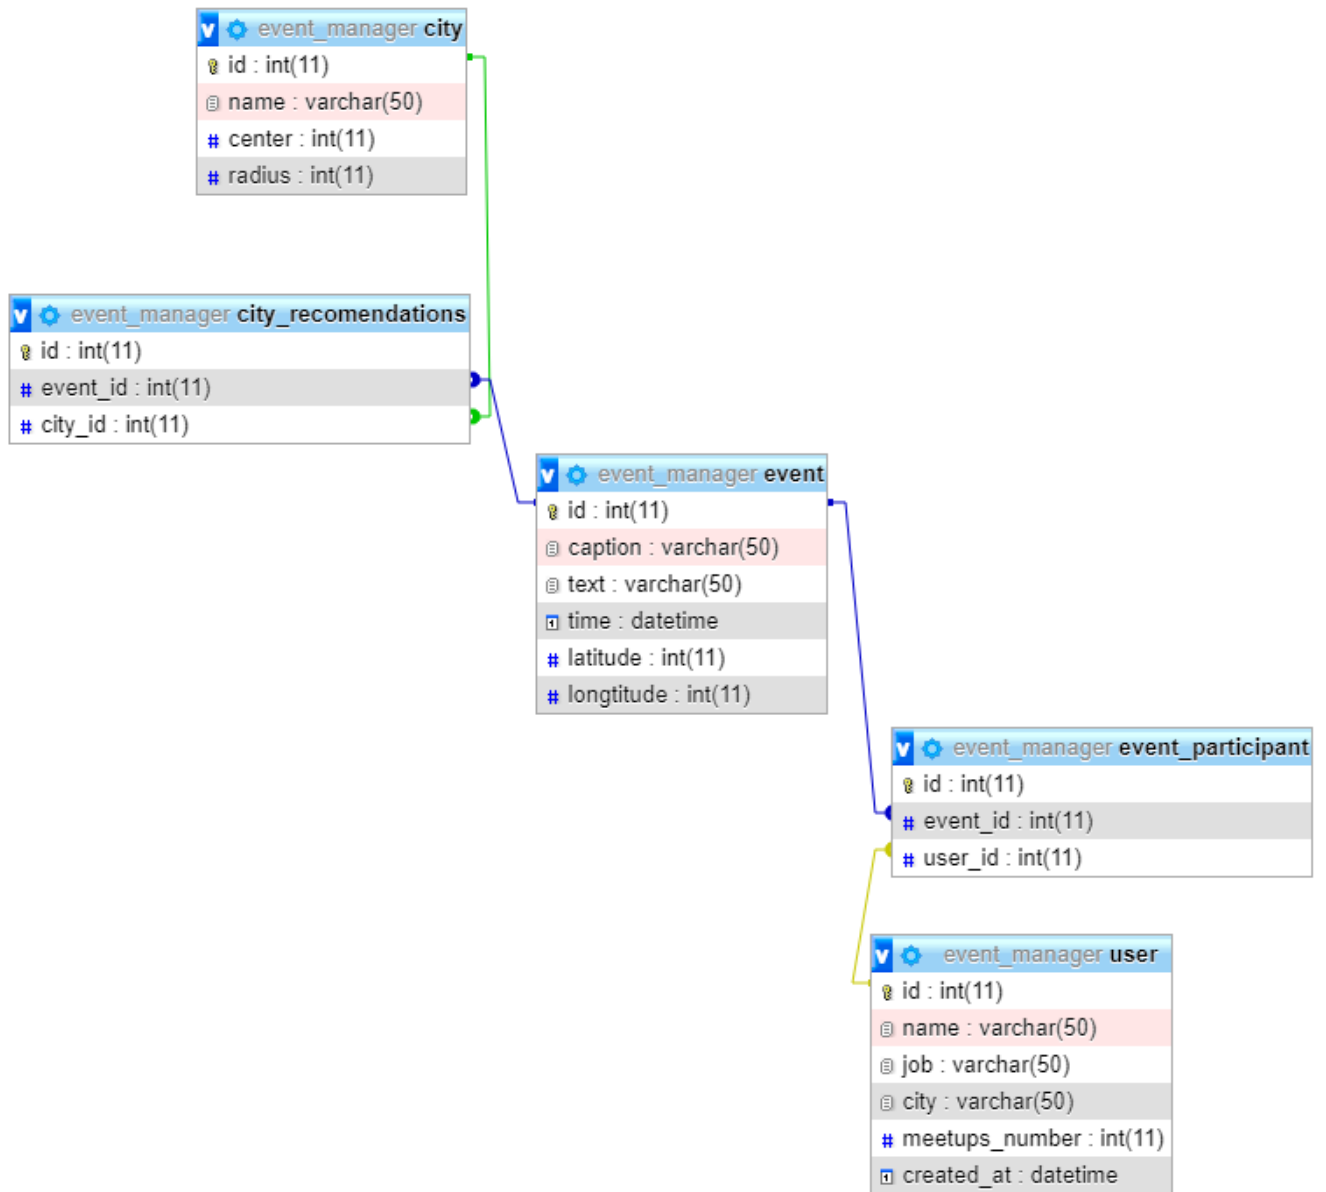 v event_manager city
id : int(11)
name : varchar(50)
# center : int(11)
# radius : int(11)
v event_manager city_recomendations
id : int(11)
# event_id : int(11)
# city_id : int(11)
v event_manager event
id : int(11)
caption : varchar(50)
text : varchar(50)
time : datetime
# latitude : int(11)
# longtitude : int(11)
v event_manager event_participant
id : int(11)
# event_id : int(11)
# user_id : int(11)
v event_manager user
id : int(11)
name : varchar(50)
job : varchar(50)
city : varchar(50)
# meetups_number : int(11)
created_at : datetime